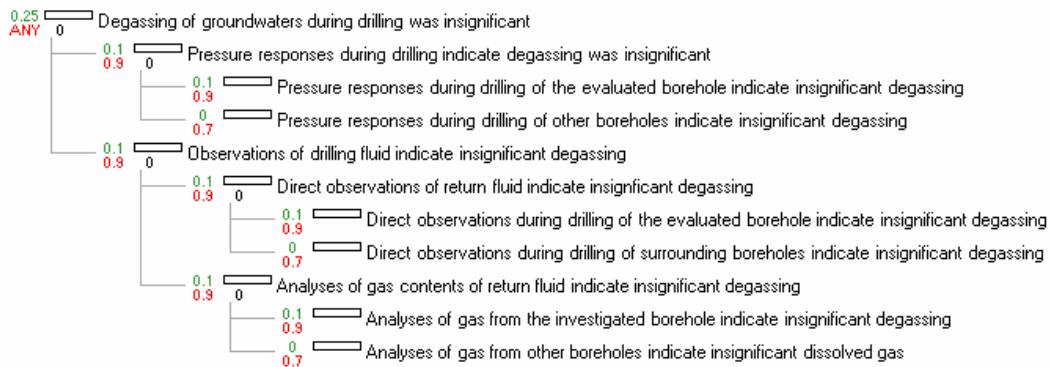 0.25 Degassing of groundwaters during drilling was insignificant
ANY 0
0.1 Pressure responses during drilling indicate degassing was insignificant
0.9 0
0.1 Pressure responses during drilling of the evaluated borehole indicate insignificant degassing
0.9
0 Pressure responses during drilling of other boreholes indicate insignificant degassing
0.7
0.1 Observations of drilling fluid indicate insignificant degassing
0.9 0
0.1 Direct observations of return fluid indicate insignficant degassing
0.9 0
0.1 Direct observations during drilling of the evaluated borehole indicate insignificant degassing
0.9
0 Direct observations during drilling of surrounding boreholes indicate insignificant degassing
0.7
0.1 Analyses of gas contents of return fluid indicate insignificant degassing
0.9 0
0.1 Analyses of gas from the investigated borehole indicate insignificant degassing
0.9
0 Analyses of gas from other boreholes indicate insignificant dissolved gas
0.7